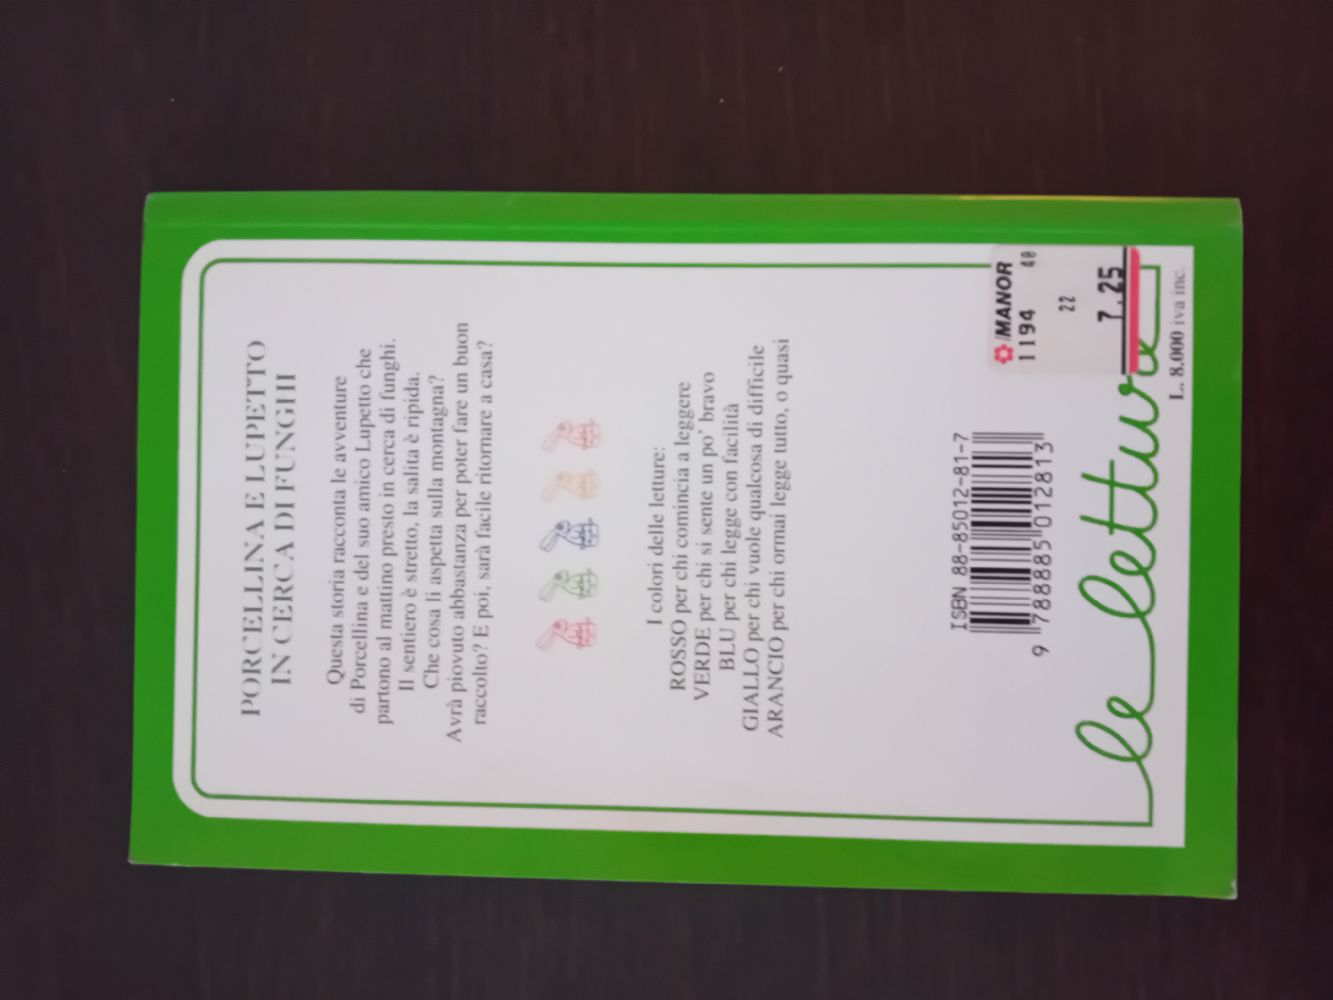 PORCELLINA E LUPETTO
IN CERCA DI FUNGHI
Questa storia racconta le avventure
di Porcellina e del suo amico Lupetto che
partono al mattino presto in cerca di funghi.
Il sentiero è stretto, la salita è ripida.
Che cosa li aspetta sulla montagna?
Avrà piovuto abbastanza per poter fare un buon
raccolto? E poi, sarà facile ritornare a casa?
I colori delle letture:
ROSSO per chi comincia a leggere
VERDE per chi si sente un po' bravo
BLU per chi legge con facilità
GIALLO per chi vuole qualcosa di difficile
ARANCIO per chi ormai legge tutto, o quasi
ISBN 88-85012-81-7
9 788885 012813
MANOR
1194 40
22
7.25
le letture
L. 8.000 iva inc.